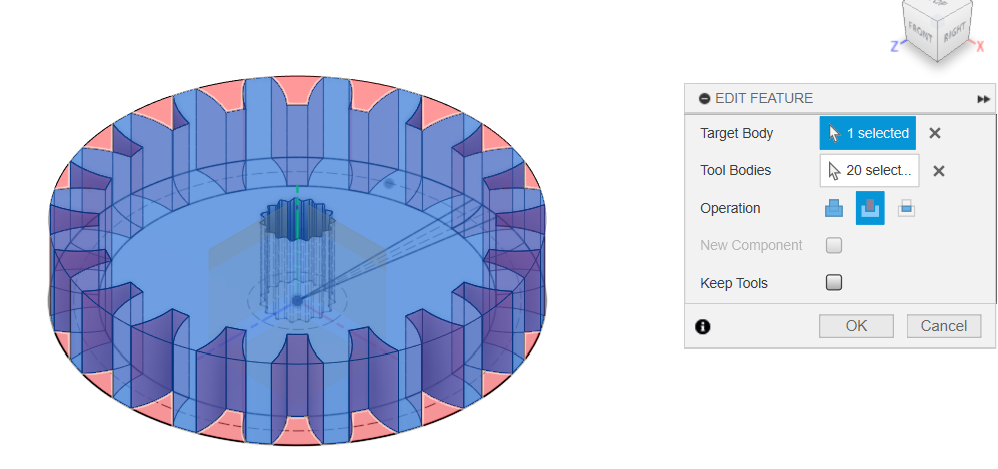 FRONT
RIGHT
Z
X
EDIT FEATURE
Target Body 1 selected
Tool Bodies 20 select...
Operation
New Component
Keep Tools
OK Cancel